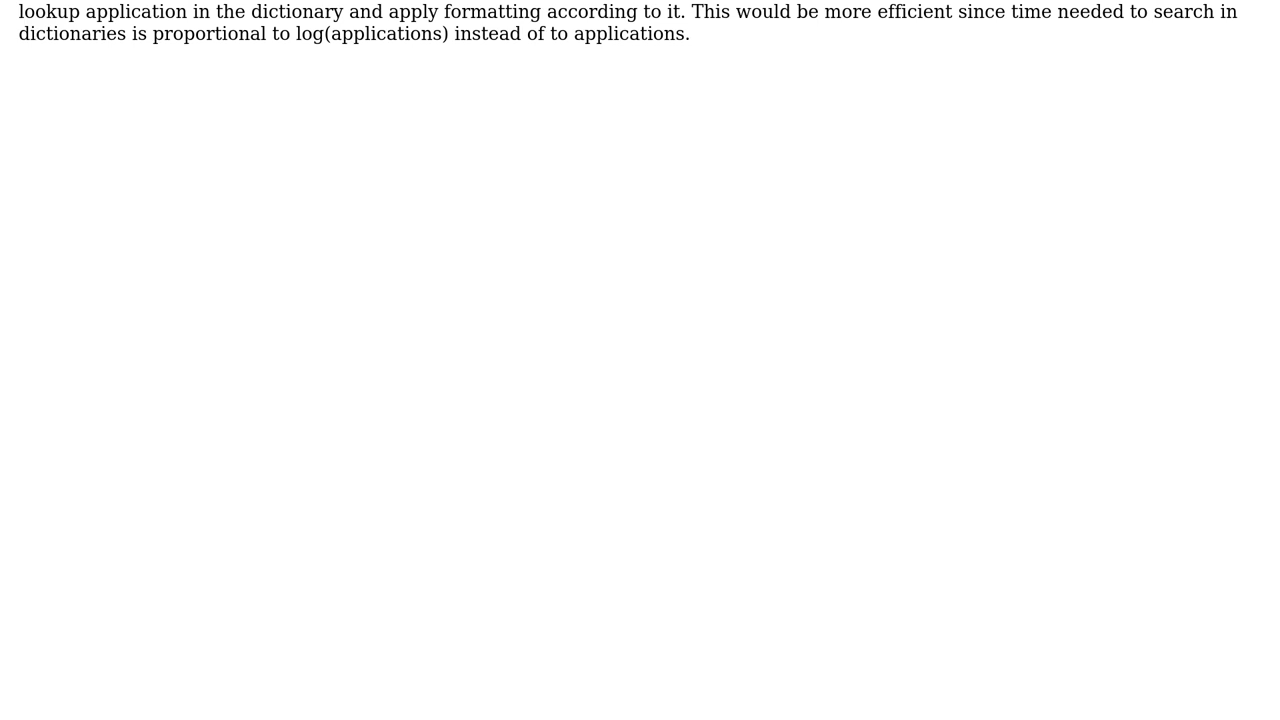 lookup application in the dictionary and apply formatting according to it. This would be more efficient since time needed to search in
dictionaries is proportional to log(applications) instead of to applications.